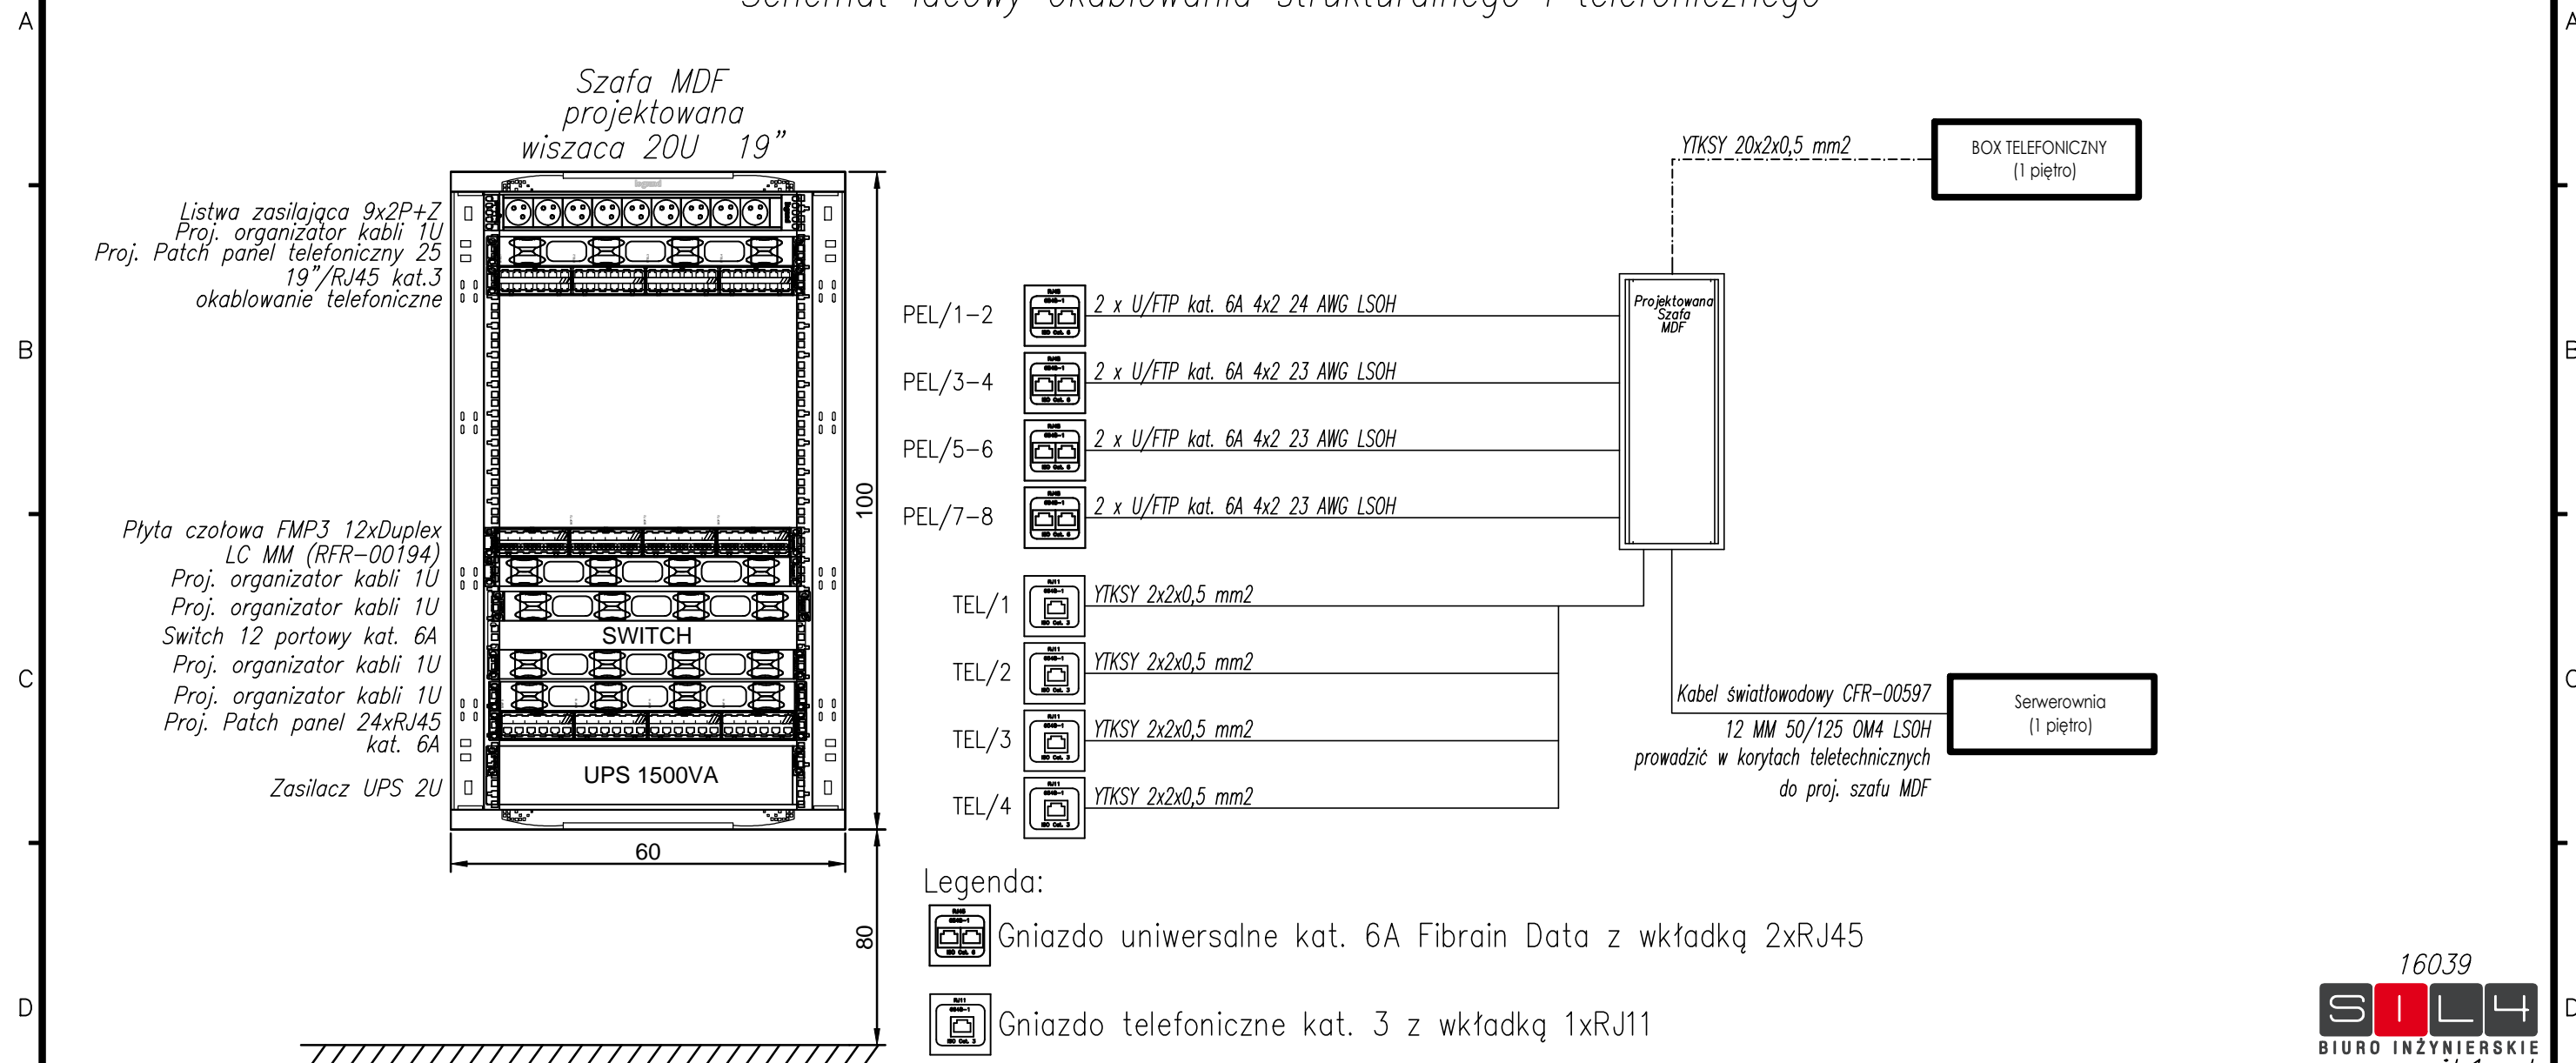 Schemat ideowy okablowania strukturalnego i telefonicznego
A
A
B
B
C
C
D
D
Szafa MDF
projektowana
wiszaca 20U 19"
legrand
Listwa zasilająca 9x2P+Z
Proj. organizator kabli 1U
Proj. Patch panel telefoniczny 25
19"/RJ45 kat.3
okablowanie telefoniczne
Płyta czołowa FMP3 12xDuplex
LC MM (RFR-00194)
Proj. organizator kabli 1U
Proj. organizator kabli 1U
Switch 12 portowy kat. 6A
SWITCH
Proj. organizator kabli 1U
Proj. organizator kabli 1U
Proj. Patch panel 24xRJ45
kat. 6A
Zasilacz UPS 2U
UPS 1500VA
100
60
80
PEL/1-2
2 x U/FTP kat. 6A 4x2 24 AWG LSOH
PEL/3-4
2 x U/FTP kat. 6A 4x2 23 AWG LSOH
PEL/5-6
2 x U/FTP kat. 6A 4x2 23 AWG LSOH
PEL/7-8
2 x U/FTP kat. 6A 4x2 23 AWG LSOH
TEL/1
YTKSY 2x2x0,5 mm2
TEL/2
YTKSY 2x2x0,5 mm2
TEL/3
YTKSY 2x2x0,5 mm2
TEL/4
YTKSY 2x2x0,5 mm2
YTKSY 20x2x0,5 mm2
BOX TELEFONICZNY
(1 piętro)
Projektowana
Szafa
MDF
Kabel światłowodowy CFR-00597
12 MM 50/125 OM4 LSOH
prowadzić w korytach teletechnicznych
do proj. szafu MDF
Serwerownia
(1 piętro)
Legenda:
Gniazdo uniwersalne kat. 6A Fibrain Data z wkładką 2xRJ45
Gniazdo telefoniczne kat. 3 z wkładką 1xRJ11
16039
SIL4
BIURO INŻYNIERSKIE